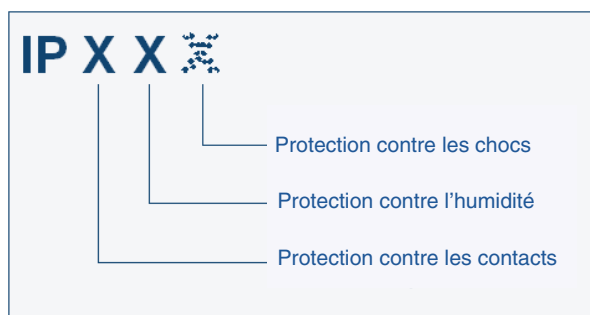 IP X X X
Protection contre les chocs
Protection contre l'humidité
Protection contre les contacts